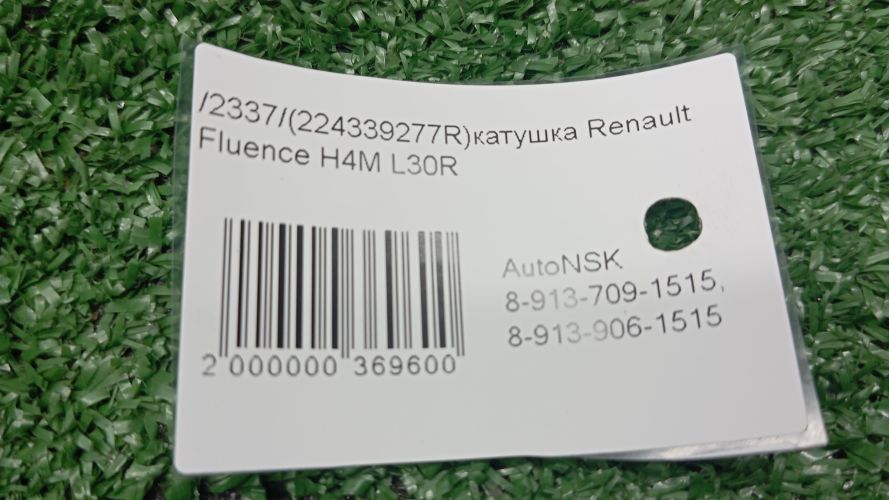 /2337/(224339277R)катушка Renault
Fluence H4M L30R
AutoNSK
8-913-709-1515,
8-913-906-1515
2 000000 369600